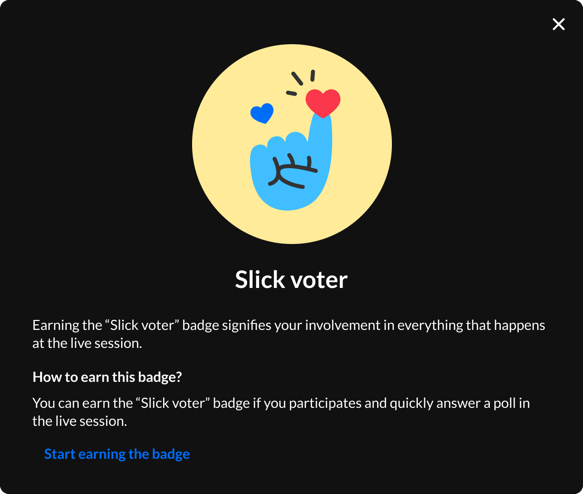 Slick voter
Earning the “Slick voter” badge signifies your involvement in everything that happens
at the live session.
How to earn this badge?
You can earn the “Slick voter” badge if you participates and quickly answer a poll in
the live session.
Start earning the badge